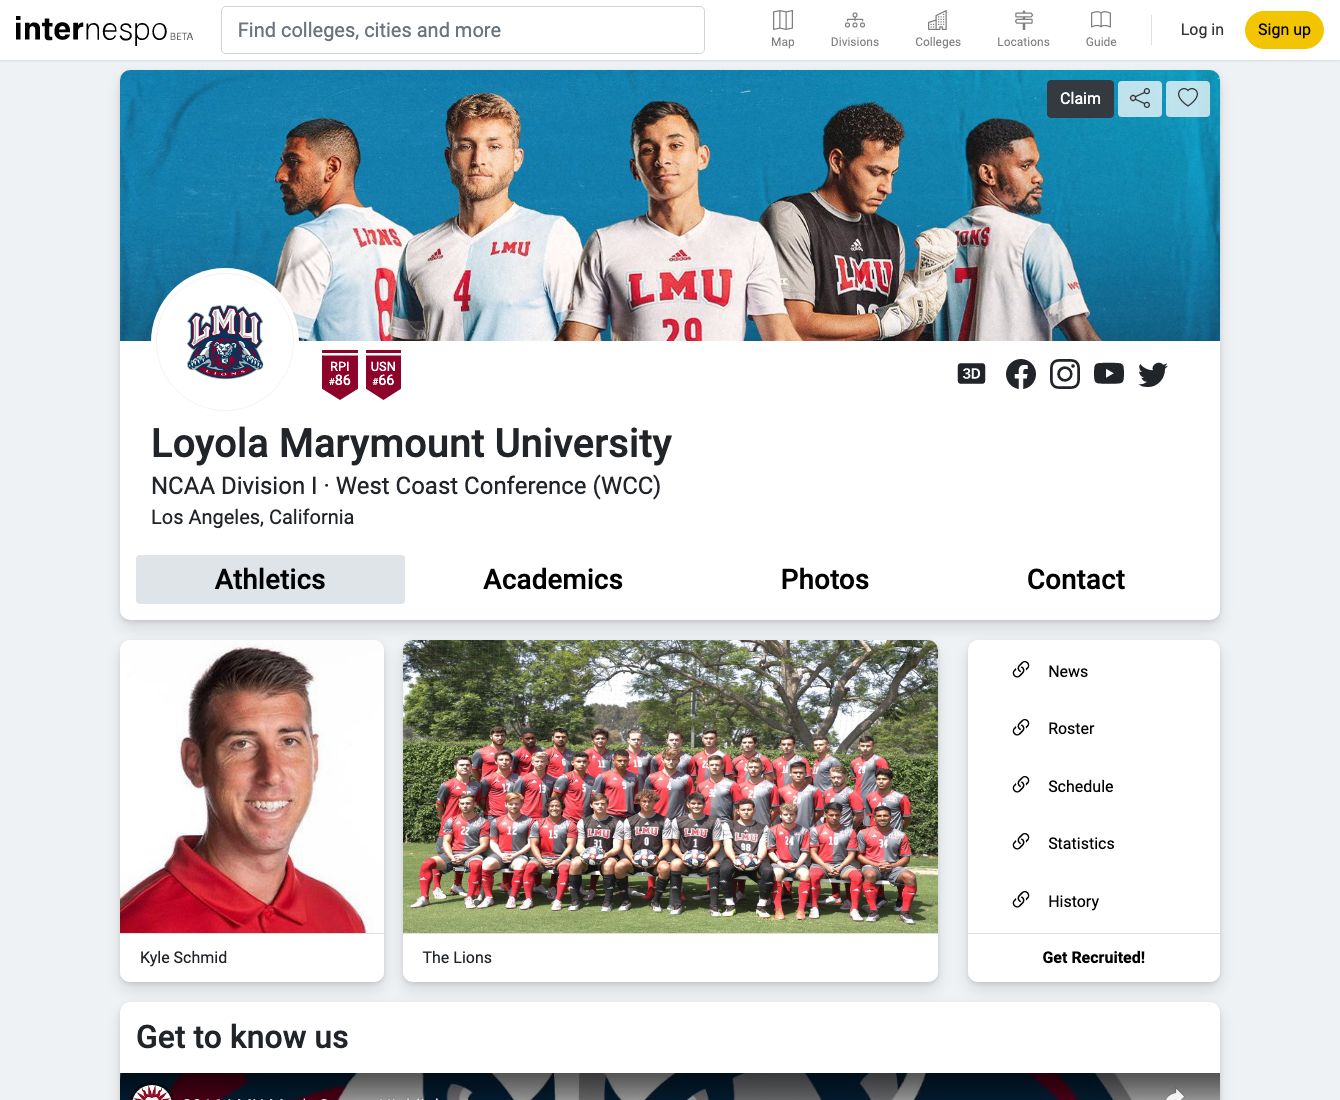 internespo BETA
Find colleges, cities and more
Map
Divisions
Colleges
Locations
Guide
Log in
Sign up
Claim
LIONS
8
4
LMU
LMU
29
LMU
7
LMU
LIONS
RPI
#86
USN
#66
3D
Loyola Marymount University
NCAA Division I · West Coast Conference (WCC)
Los Angeles, California
Athletics
Academics
Photos
Contact
Kyle Schmid
The Lions
News
Roster
Schedule
Statistics
History
Get Recruited!
Get to know us